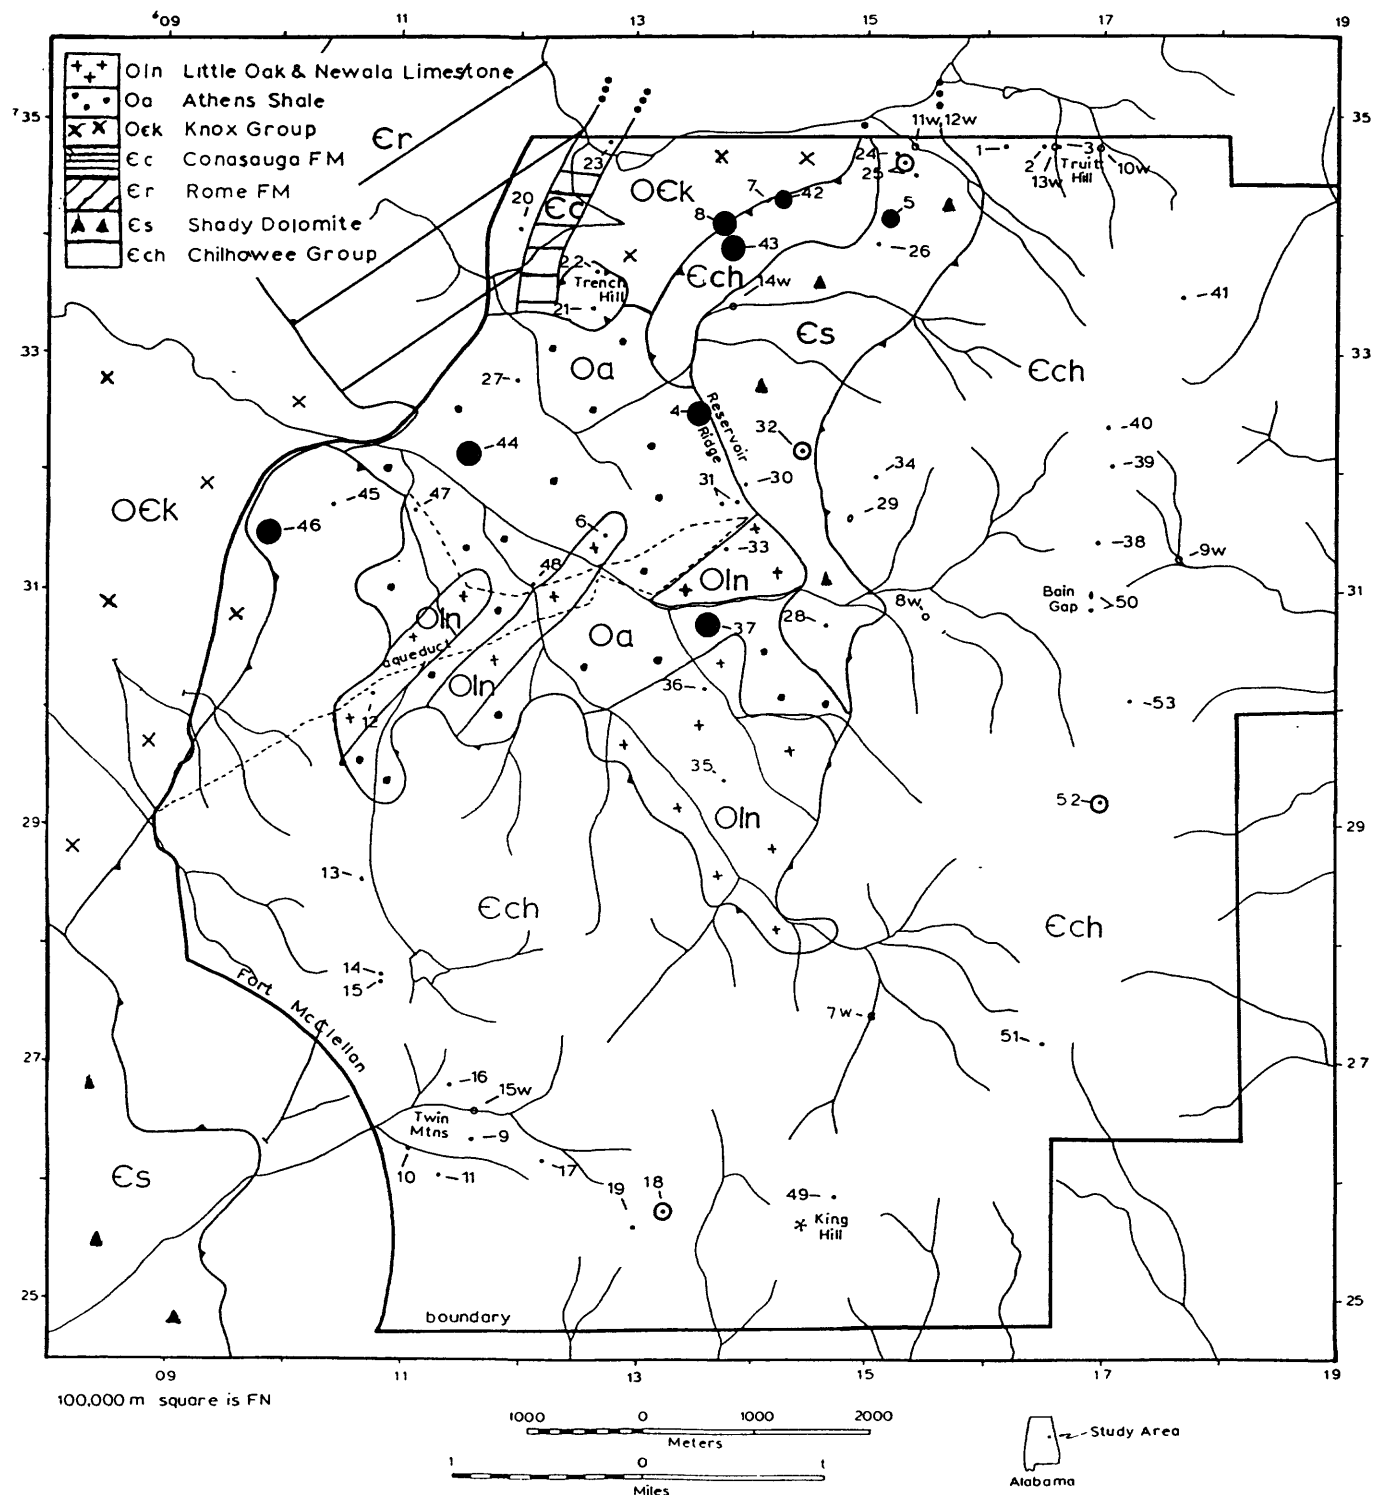 ⁶09 11 13 15 17 19
Oln Little Oak & Newala Limestone
Oa Athens Shale
OЄk Knox Group
Єc Conasauga FM
Єr Rome FM
Єs Shady Dolomite
Єch Chilhowee Group
Єr
⁷35
35
11w 12w
23
24
25
1
2
13w
3
Truit
Hill
10w
20
Єc
OЄk
7
42
8
43
5
26
22
Trench
Hill
21
Єch
14w
41
Єs
33
33
Oa
27
Єch
4
Reservoir
Ridge
32
44
40
39
34
31
30
29
45
47
OЄk
46
6
33
38
9w
48
Oln
31
31
Bain
Gap
50
8w
Oln
28
37
Oa
aqueduct
Oln
36
12
53
35
52
Oln
29
29
13
Єch
Єch
14
15
Fort McClellan
7w
51
27
27
16
15w
Twin
Mtns
9
10
11
17
Єs
19
18
49
King
Hill
25
25
boundary
09 11 13 15 17 19
100,000 m square is FN
1000 0 1000 2000
Meters
1 0 1
Miles
Study Area
Alabama